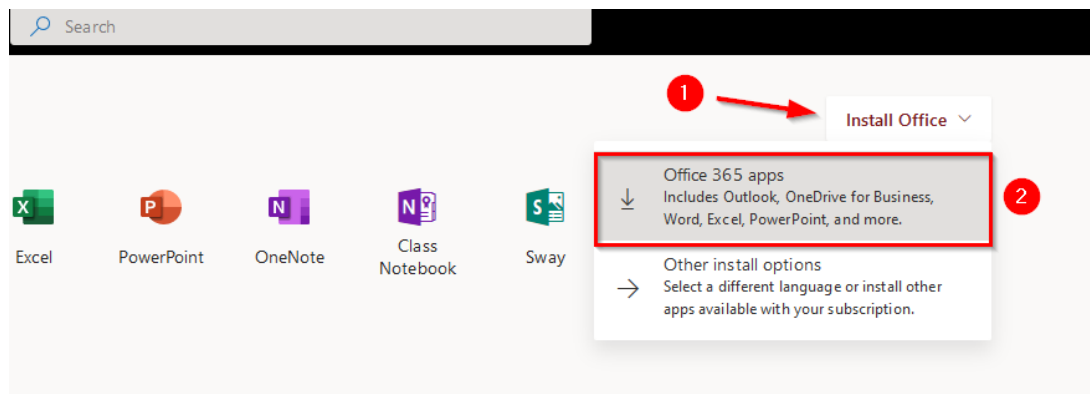 Search
1
Install Office
Office 365 apps
Includes Outlook, OneDrive for Business,
Word, Excel, PowerPoint, and more.
2
X
P
N
N
S
Excel
PowerPoint
OneNote
Class
Notebook
Sway
Other install options
Select a different language or install other
apps available with your subscription.